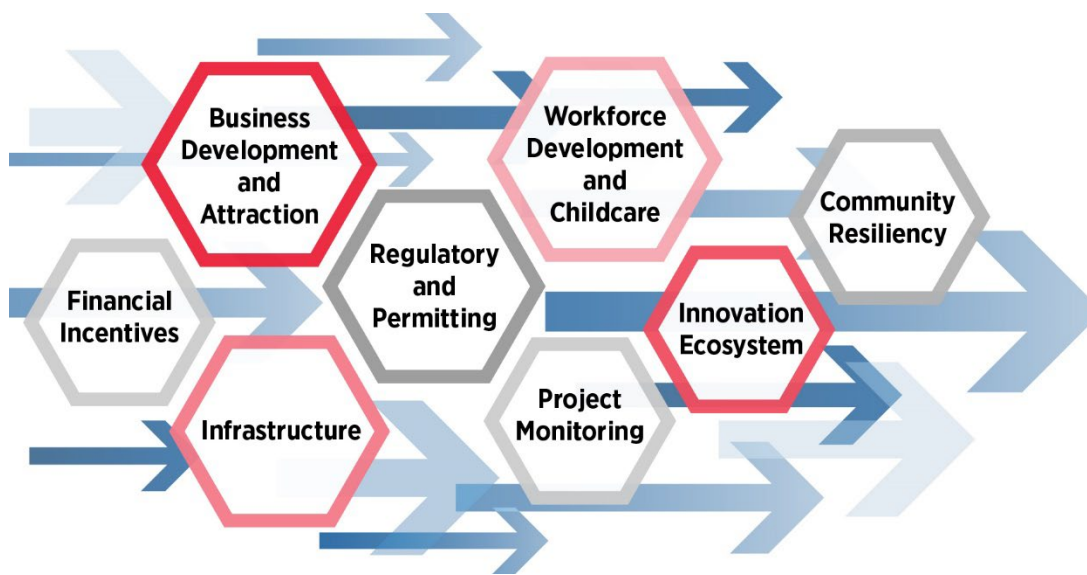 Business
Development
and
Attraction
Workforce
Development
and
Childcare
Community
Resiliency
Regulatory
and
Permitting
Financial
Incentives
Innovation
Ecosystem
Infrastructure
Project
Monitoring